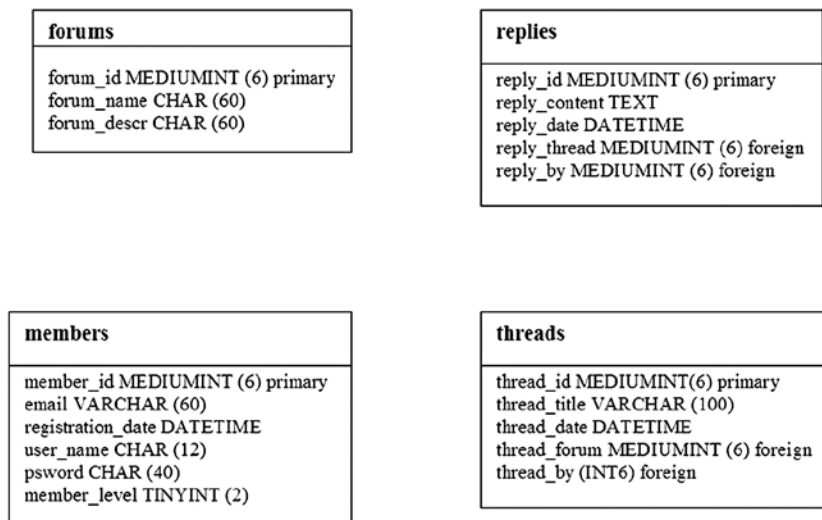 forums
forum_id MEDIUMINT (6) primary
forum_name CHAR (60)
forum_descr CHAR (60)
replies
reply_id MEDIUMINT (6) primary
reply_content TEXT
reply_date DATETIME
reply_thread MEDIUMINT (6) foreign
reply_by MEDIUMINT (6) foreign
members
member_id MEDIUMINT (6) primary
email VARCHAR (60)
registration_date DATETIME
user_name CHAR (12)
psword CHAR (40)
member_level TINYINT (2)
threads
thread_id MEDIUMINT(6) primary
thread_title VARCHAR (100)
thread_date DATETIME
thread_forum MEDIUMINT (6) foreign
thread_by (INT6) foreign